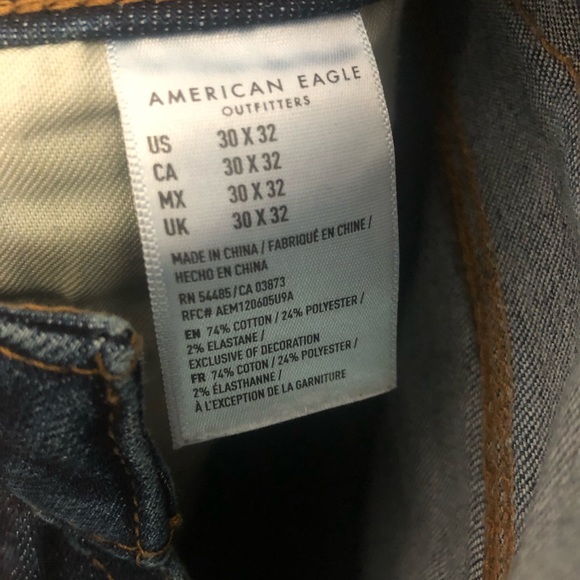 AMERICAN EAGLE
OUTFITTERS
US 30 X 32
CA 30 X 32
MX 30 X 32
UK 30 X 32
MADE IN CHINA / FABRIQUÉ EN CHINE /
HECHO EN CHINA
RN 54485 / CA 03873
RFC# AEM120605U9A
EN 74% COTTON / 24% POLYESTER /
2% ELASTANE /
EXCLUSIVE OF DECORATION
FR 74% COTON / 24% POLYESTER /
2% ÉLASTHANNE /
À L'EXCEPTION DE LA GARNITURE